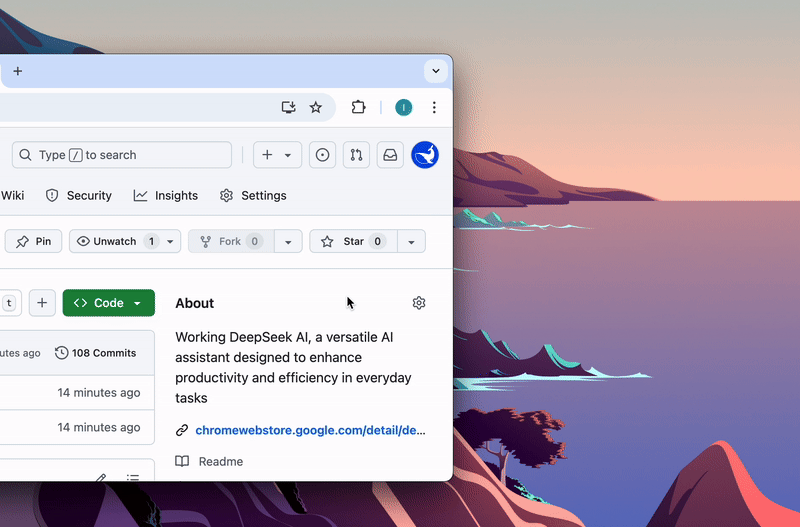 I
Type / to search
Wiki Security Insights Settings
Pin Unwatch 1 Fork 0 Star 0
t Code About
Working DeepSeek AI, a versatile AI
assistant designed to enhance
productivity and efficiency in everyday
tasks
utes ago 108 Commits
14 minutes ago
14 minutes ago
chromewebstore.google.com/detail/de...
Readme